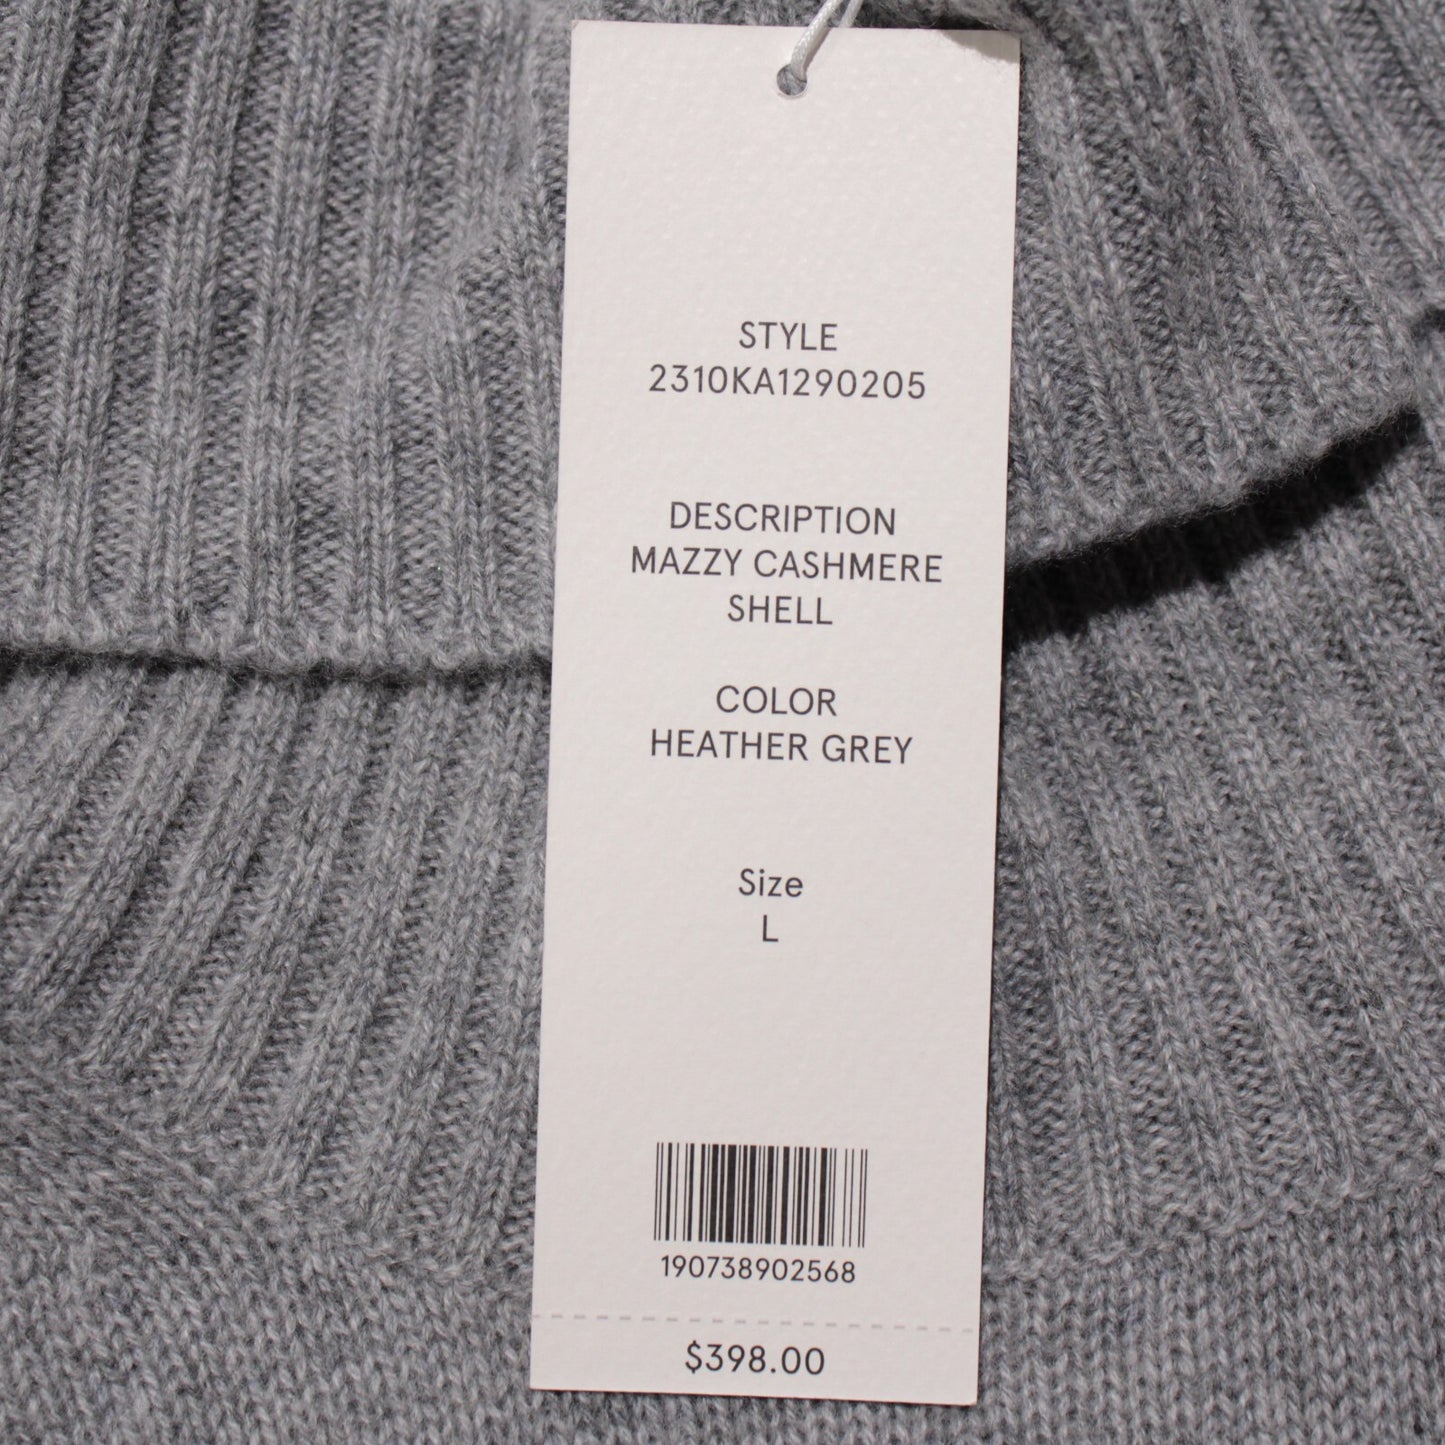 STYLE
2310KA1290205
DESCRIPTION
MAZZY CASHMERE
SHELL
COLOR
HEATHER GREY
Size
L
190738902568
$398.00